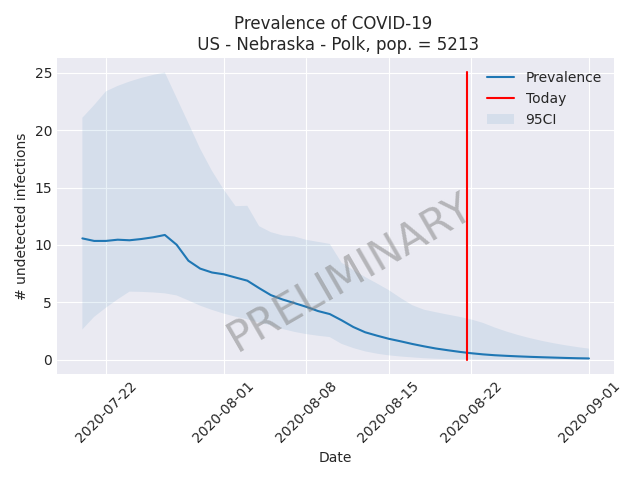 Prevalence of COVID-19
US - Nebraska - Polk, pop. = 5213
25
20
15
10
5
0
# undetected infections
Prevalence
Today
95CI
PRELIMINARY
2020-07-22
2020-08-01
2020-08-08
2020-08-15
2020-08-22
2020-09-01
Date